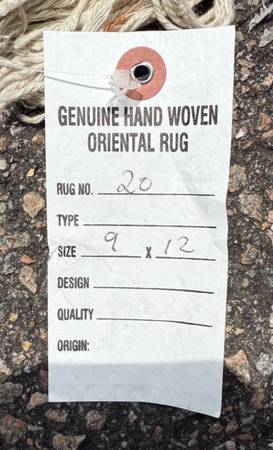 GENUINE HAND WOVEN
ORIENTAL RUG
RUG NO. 20
TYPE
SIZE 9 X 12
DESIGN
QUALITY
ORIGIN: